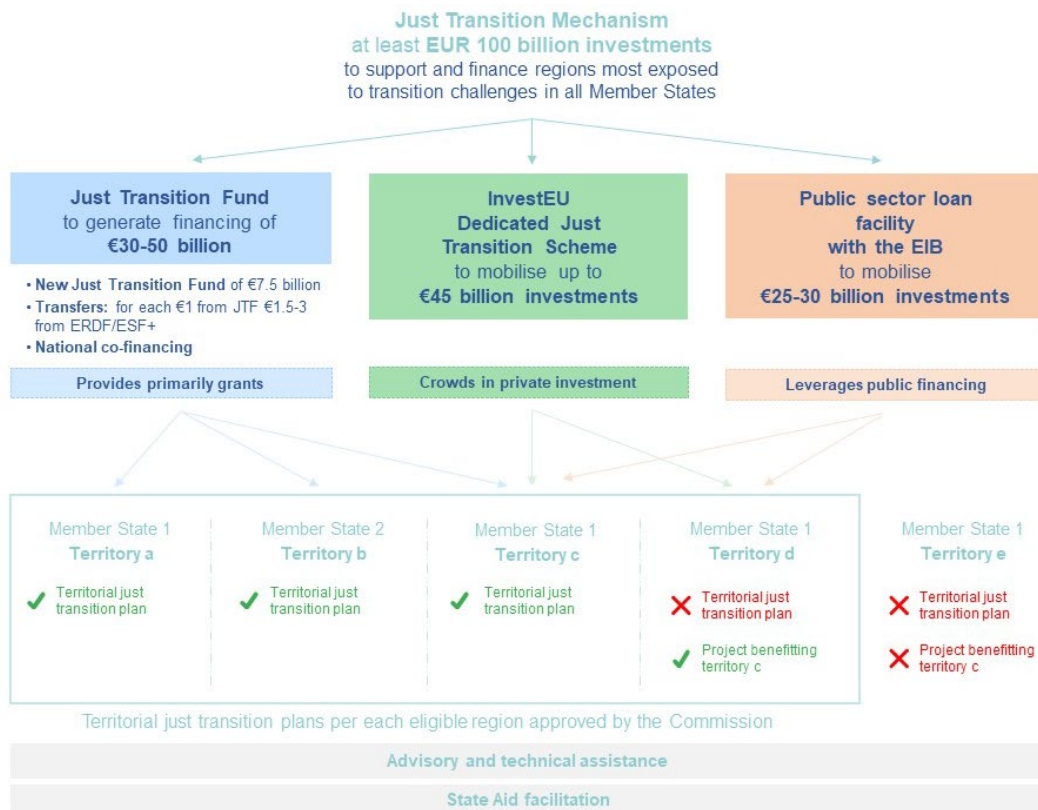 Just Transition Mechanism
at least EUR 100 billion investments
to support and finance regions most exposed
to transition challenges in all Member States
Just Transition Fund
to generate financing of
€30-50 billion
• New Just Transition Fund of €7.5 billion
• Transfers: for each €1 from JTF €1.5-3
from ERDF/ESF+
• National co-financing
Provides primarily grants
InvestEU
Dedicated Just
Transition Scheme
to mobilise up to
€45 billion investments
Crowds in private investment
Public sector loan
facility
with the EIB
to mobilise
€25-30 billion investments
Leverages public financing
Member State 1
Territory a
Territorial just
transition plan
Member State 2
Territory b
Territorial just
transition plan
Member State 1
Territory c
Territorial just
transition plan
Member State 1
Territory d
Territorial just
transition plan
Project benefitting
territory c
Member State 1
Territory e
Territorial just
transition plan
Project benefitting
territory c
Territorial just transition plans per each eligible region approved by the Commission
Advisory and technical assistance
State Aid facilitation